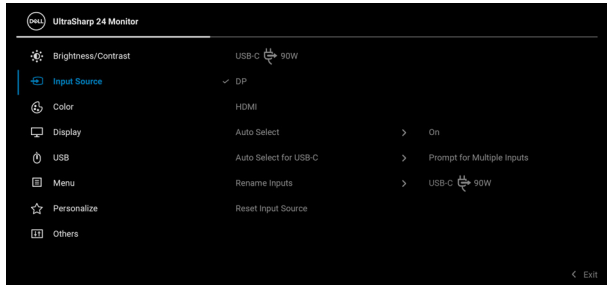 DELL UltraSharp 24 Monitor
Brightness/Contrast USB-C 90W
Input Source ✓ DP
Color HDMI
Display Auto Select > On
USB Auto Select for USB-C > Prompt for Multiple Inputs
Menu Rename Inputs > USB-C 90W
Personalize Reset Input Source
Others
< Exit